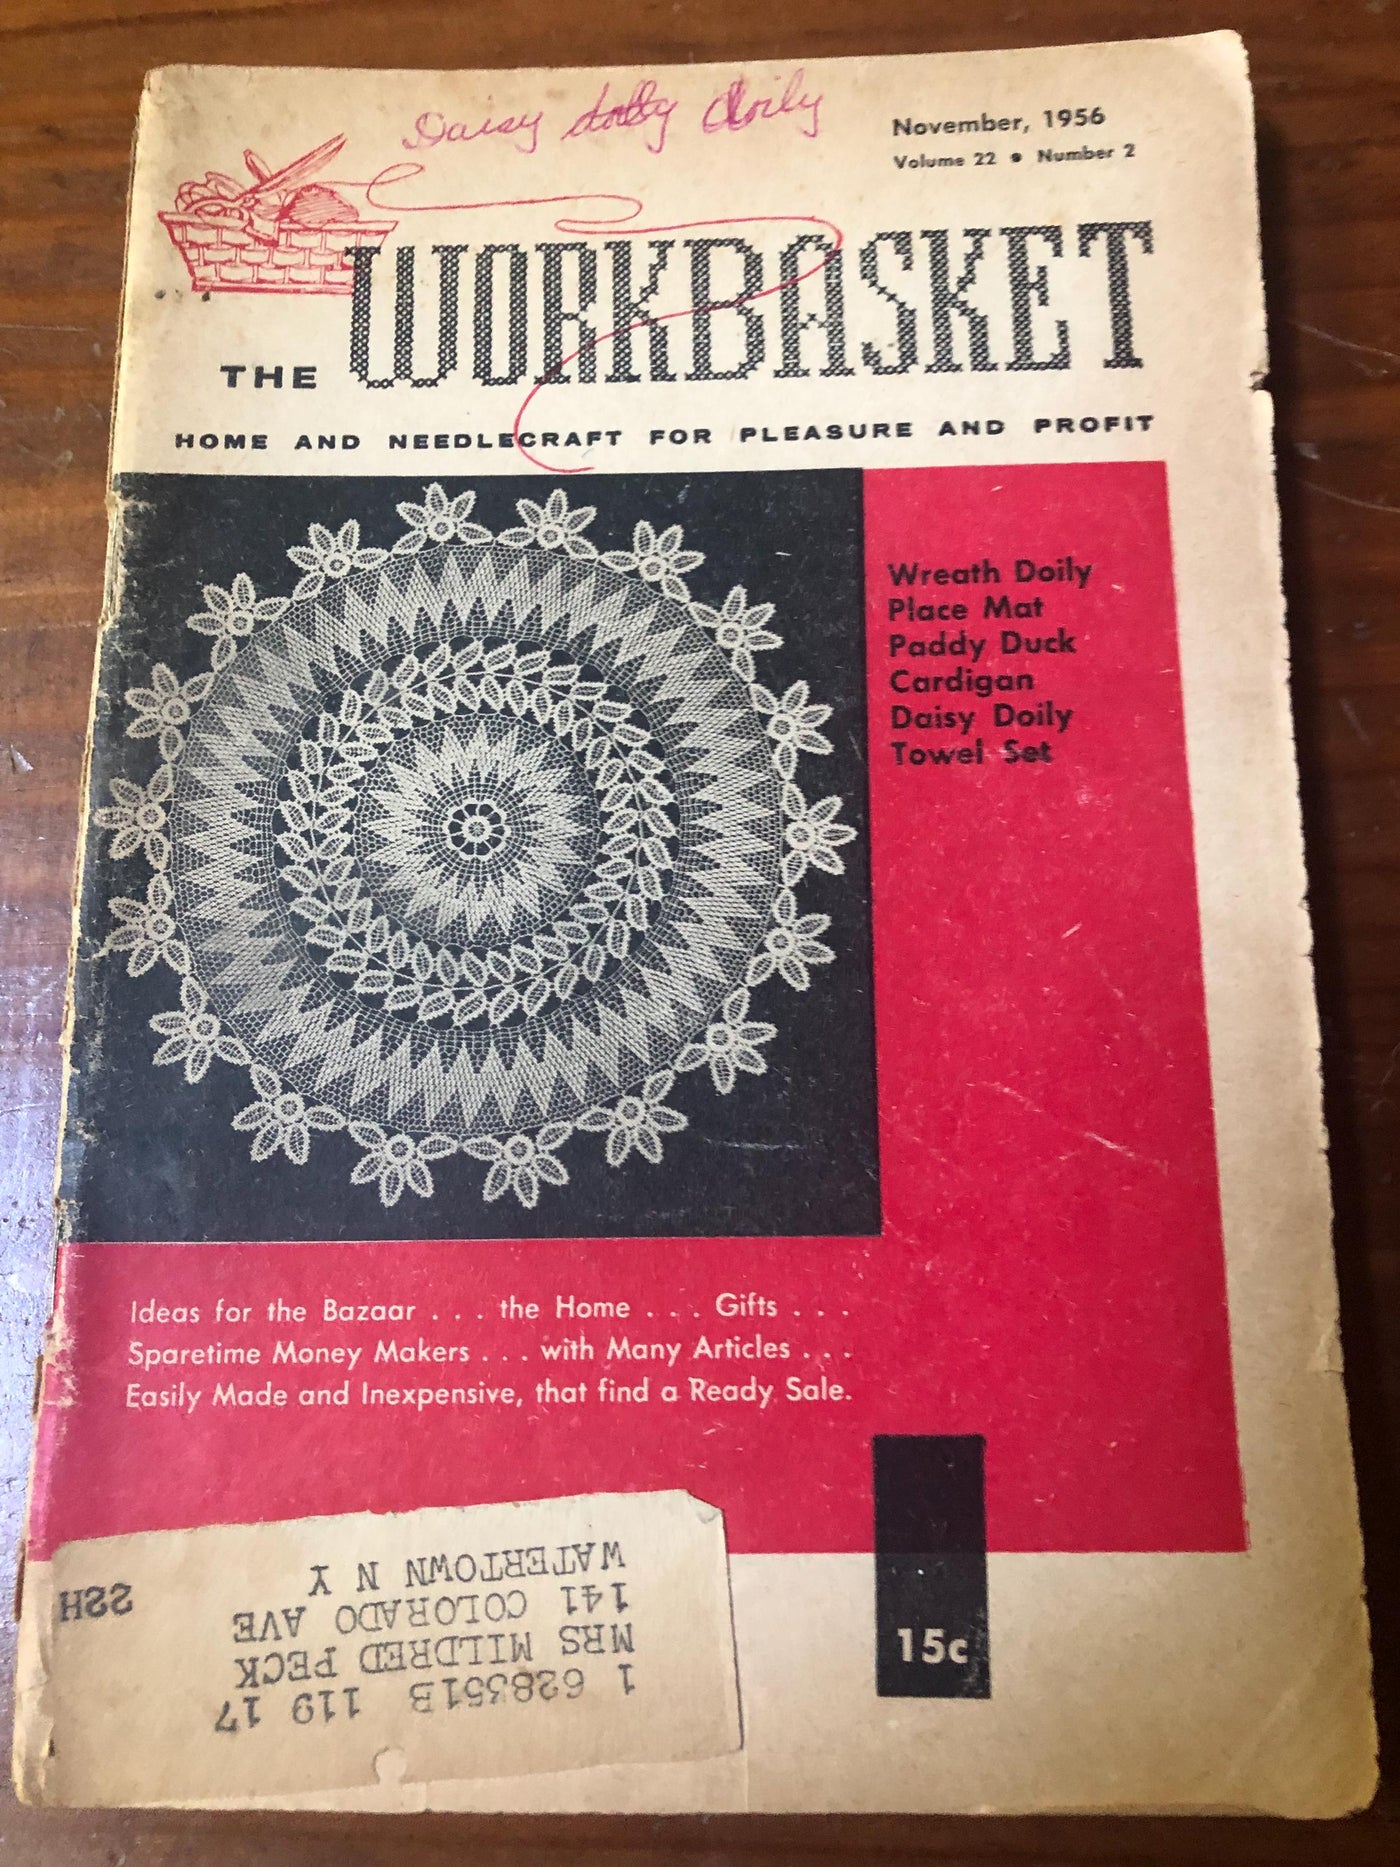 Daisy doily
November, 1956
Volume 22 • Number 2
THE WORKBASKET
HOME AND NEEDLECRAFT FOR PLEASURE AND PROFIT
Wreath Doily
Place Mat
Paddy Duck
Cardigan
Daisy Doily
Towel Set
Ideas for the Bazaar . . . the Home . . . Gifts . . .
Sparetime Money Makers . . . with Many Articles . . .
Easily Made and Inexpensive, that find a Ready Sale.
15c
1 628351B 119 17
MRS MILDRED PECK
141 COLORADO AVE
WATERTOWN N Y
22H